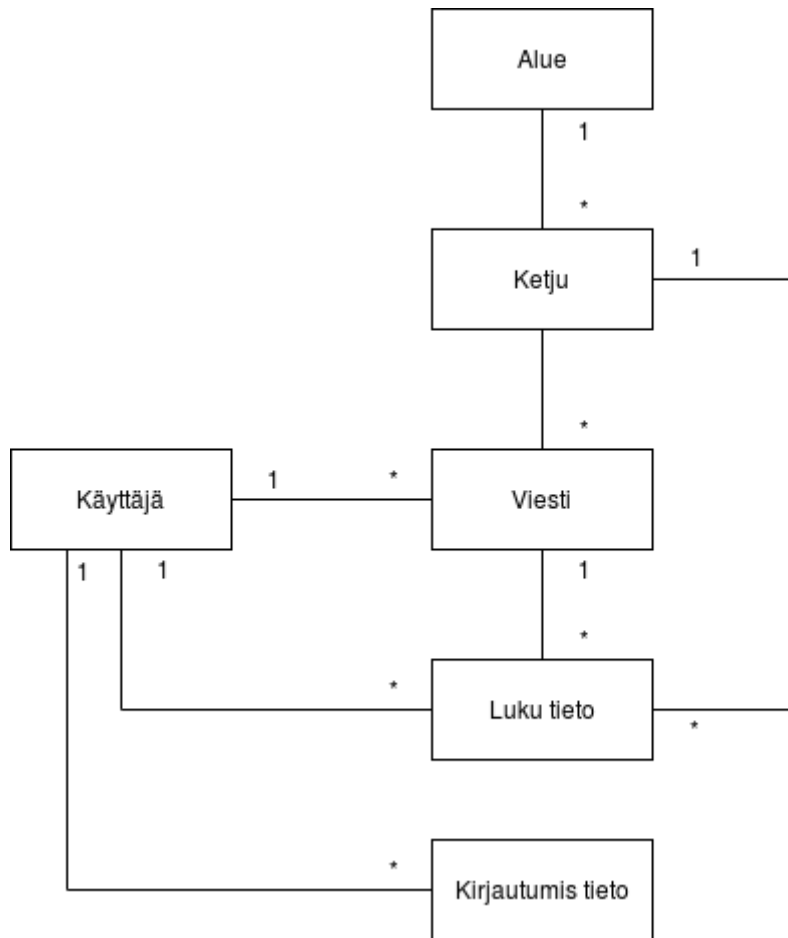 Alue
1
*
Ketju
1
*
Käyttäjä
1
*
Viesti
1
1
1
*
*
Luku tieto
*
*
Kirjautumis tieto